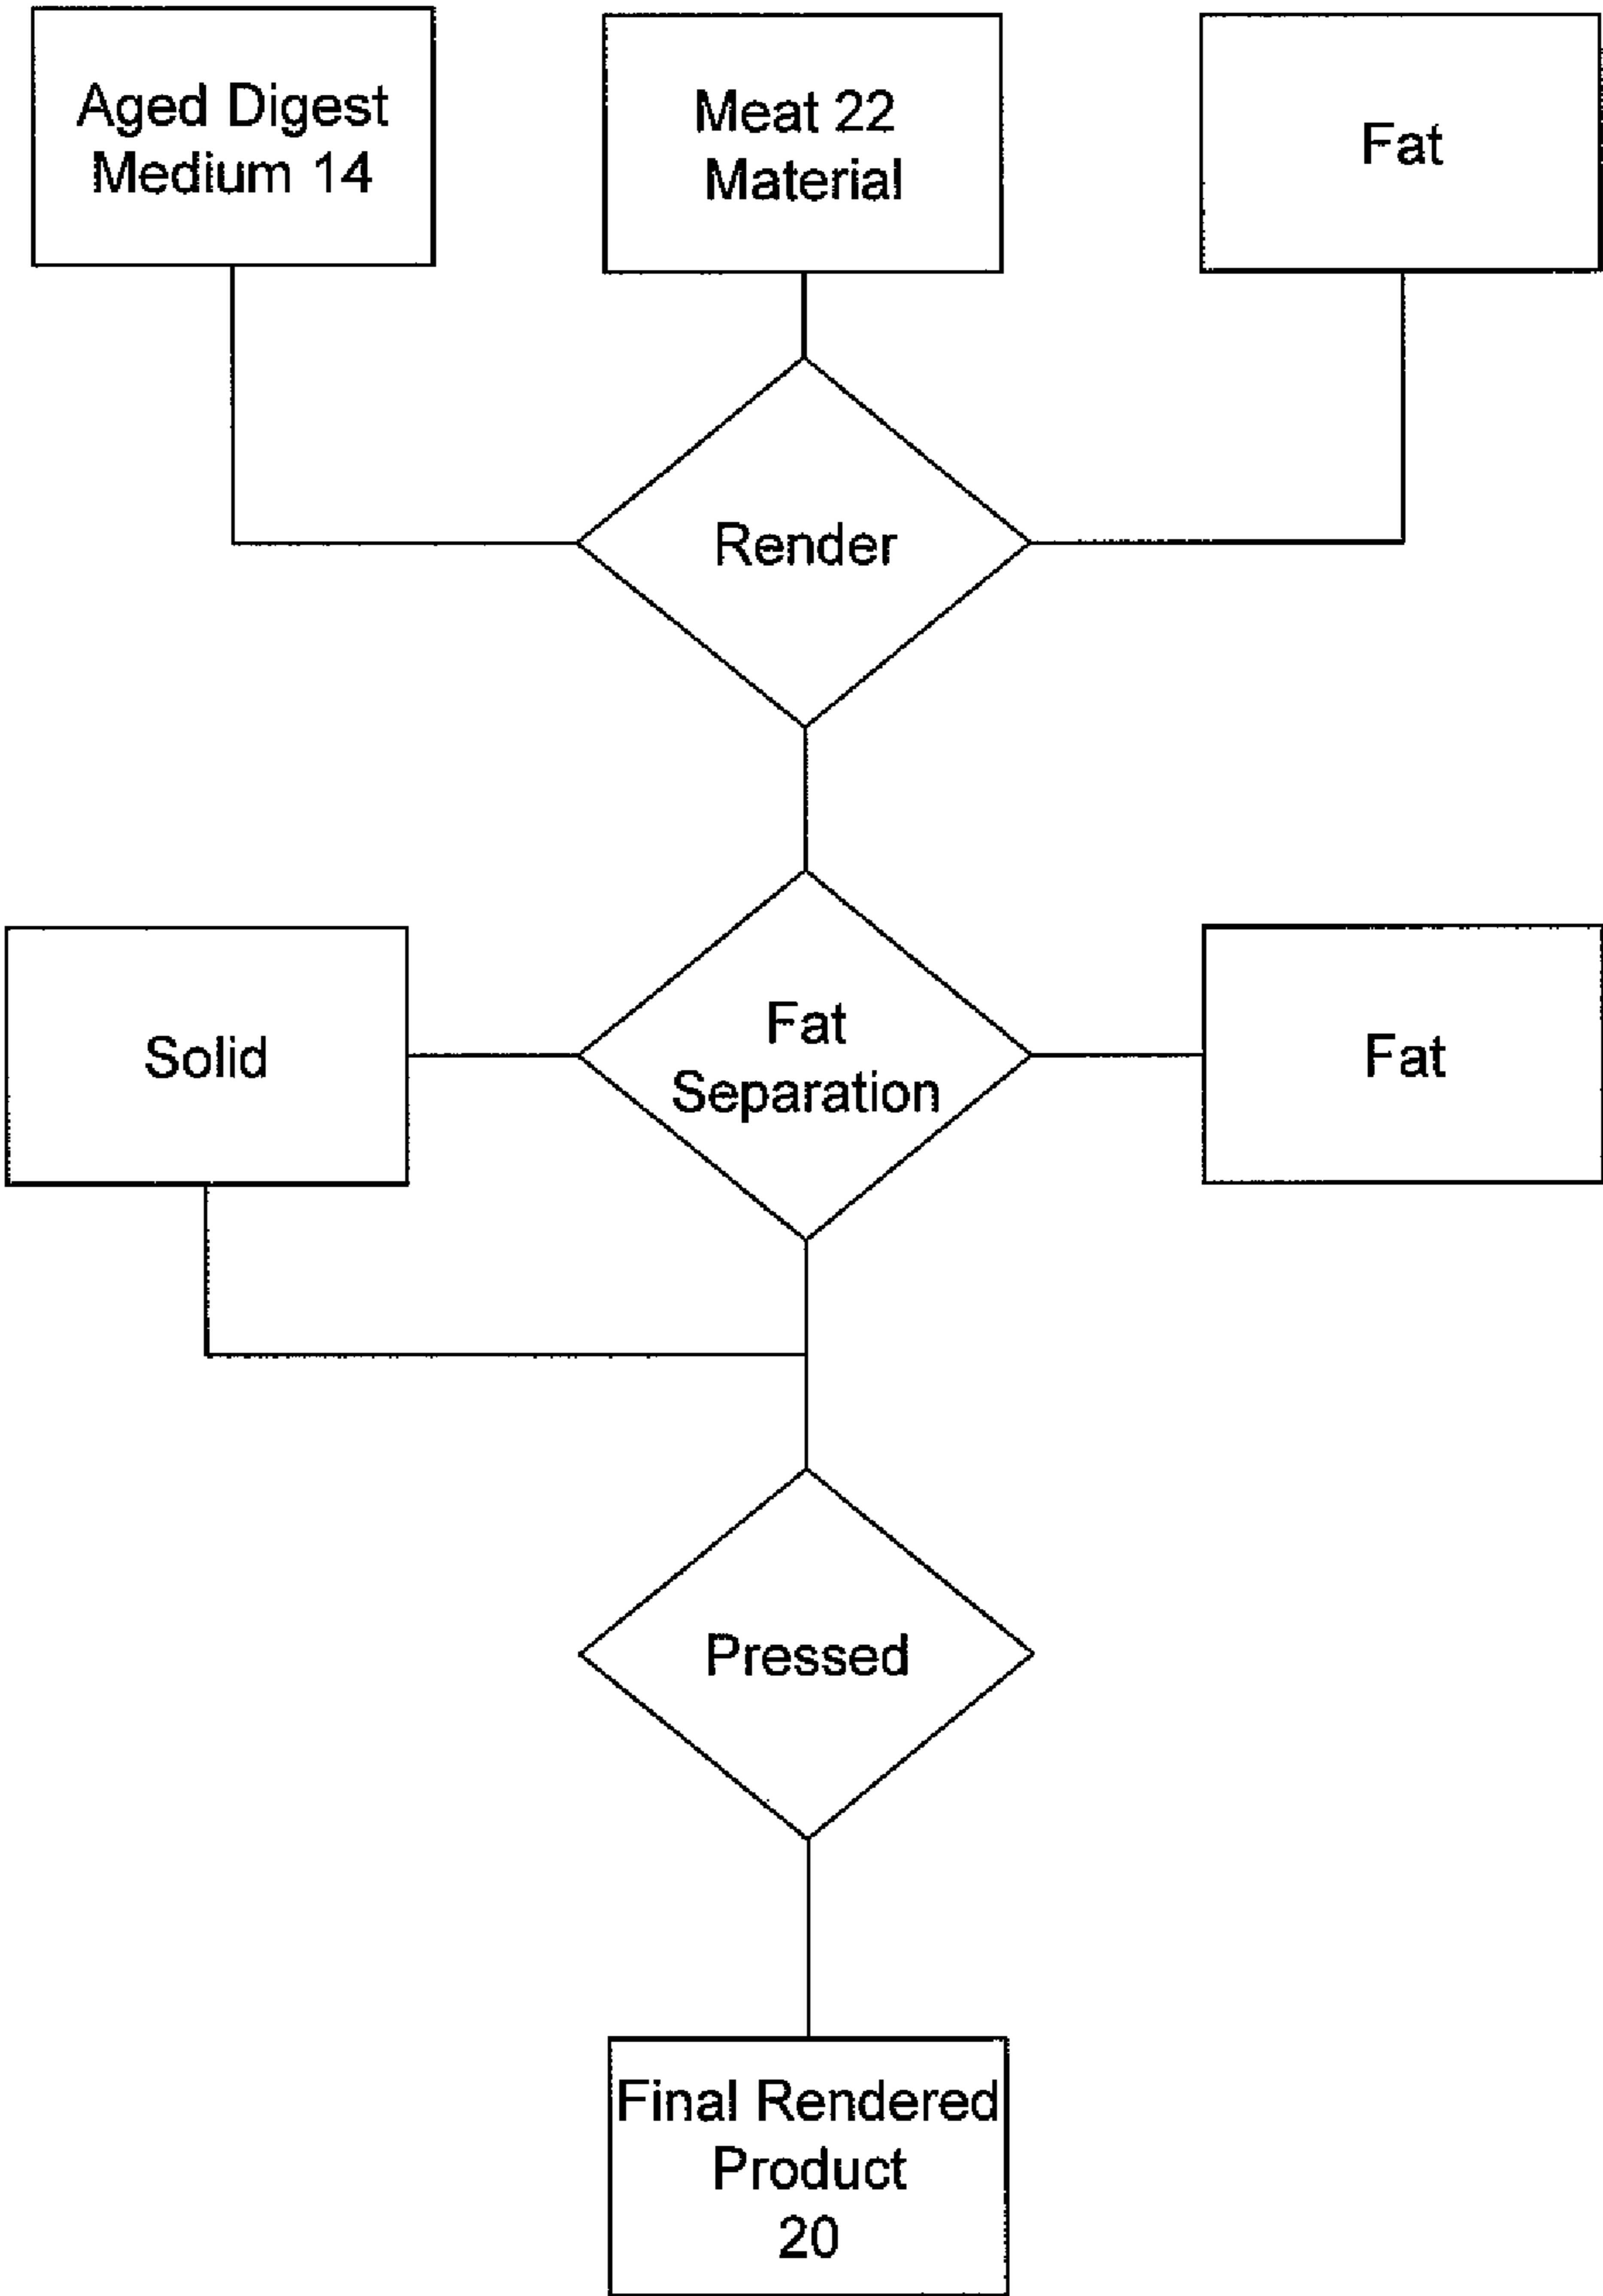 Aged Digest
Medium 14
Meat 22
Material
Fat
Render
Solid
Fat
Separation
Fat
Pressed
Final Rendered
Product
20